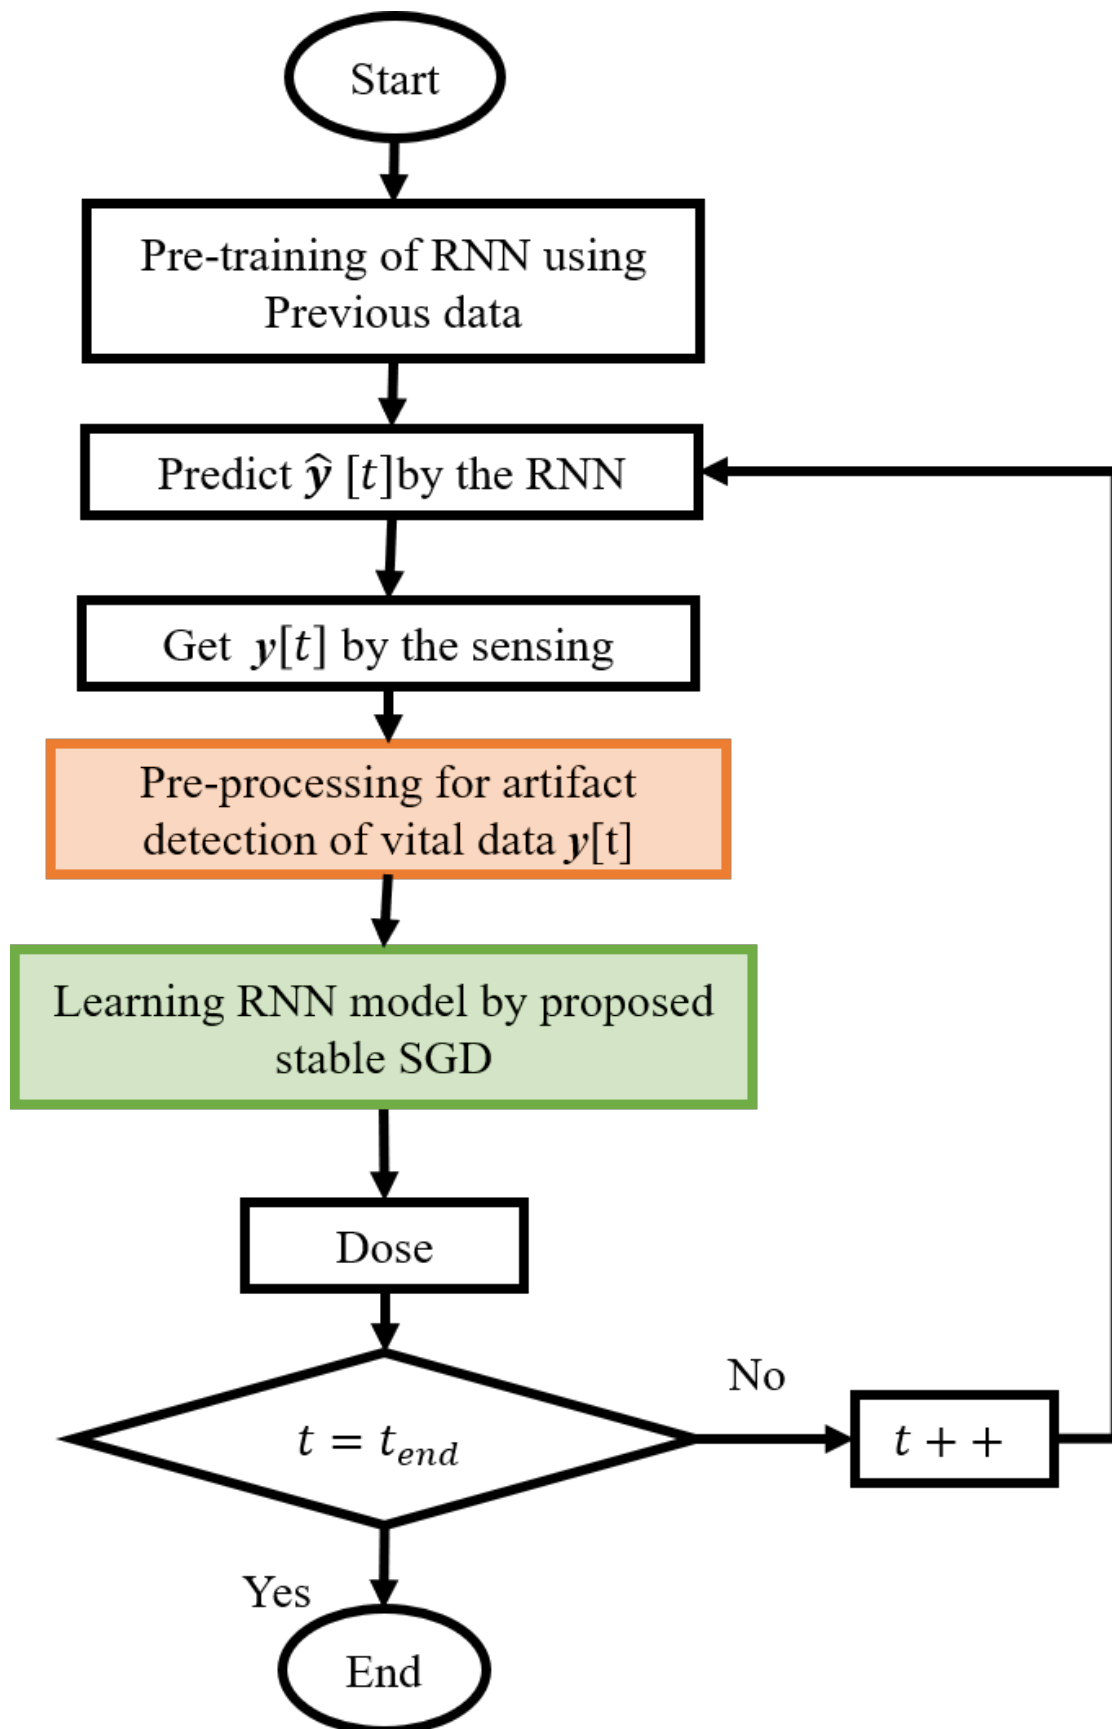 Start
Pre-training of RNN using
Previous data
Predict ŷ [t]by the RNN
Get y[t] by the sensing
Pre-processing for artifact
detection of vital data y[t]
Learning RNN model by proposed
stable SGD
Dose
t = t_end
No
t + +
Yes
End